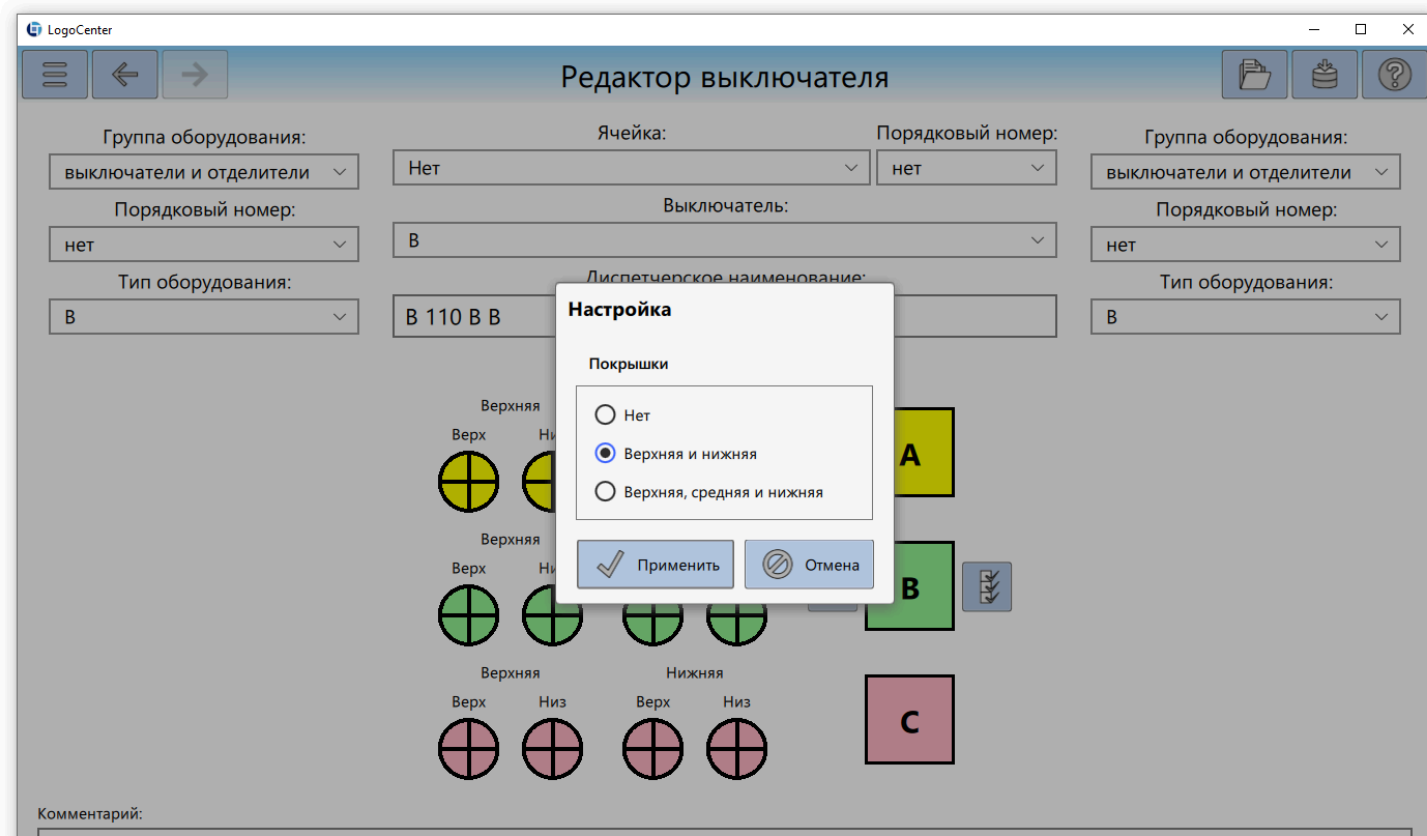 LogoCenter
Редактор выключателя
Группа оборудования:
выключатели и отделители
Порядковый номер:
нет
Тип оборудования:
В
Ячейка:
Нет
Порядковый номер:
нет
Выключатель:
В
Диспетчерское наименование:
В 110 В В
Группа оборудования:
выключатели и отделители
Порядковый номер:
нет
Тип оборудования:
В
Настройка
Покрышки
Нет
Верхняя и нижняя
Верхняя, средняя и нижняя
Применить Отмена
Верхняя
Верх
A
Верхняя
Верх
B
Верхняя Нижняя
Верх Низ Верх Низ
C
Комментарий: